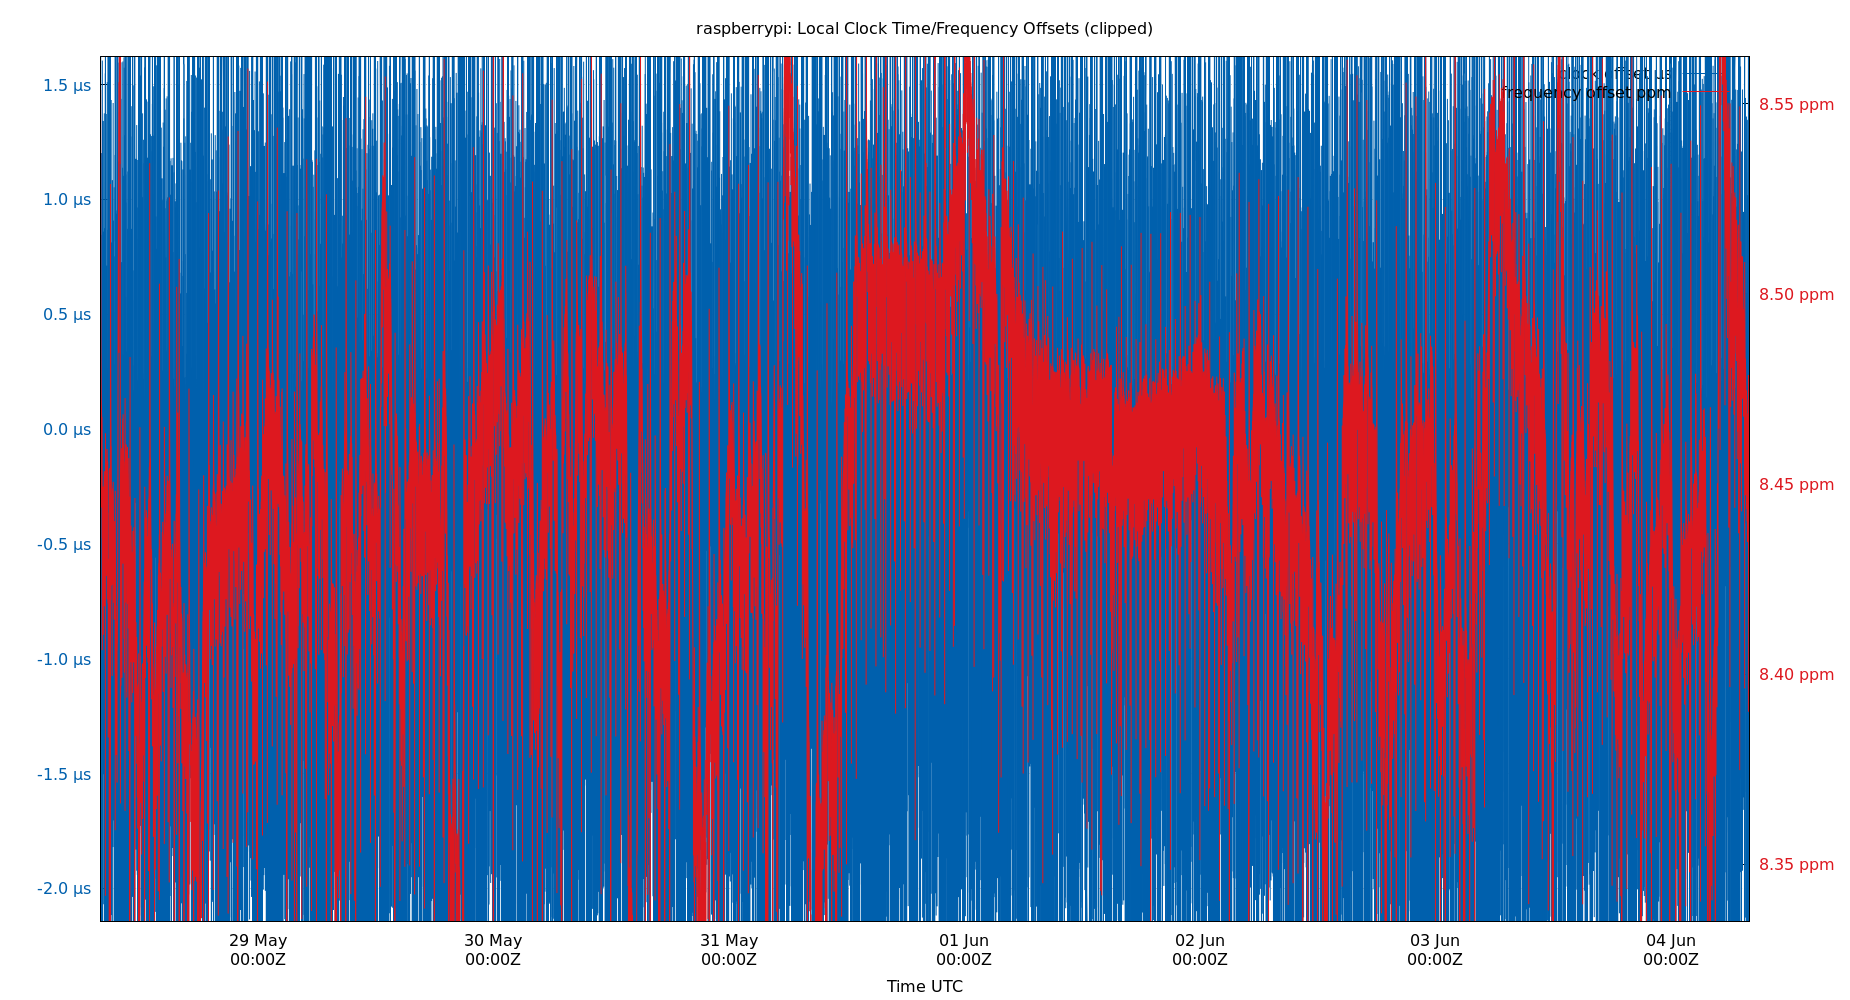 raspberrypi: Local Clock Time/Frequency Offsets (clipped)
clock offset µs
frequency offset ppm
1.5 µs
1.0 µs
0.5 µs
0.0 µs
-0.5 µs
-1.0 µs
-1.5 µs
-2.0 µs
8.55 ppm
8.50 ppm
8.45 ppm
8.40 ppm
8.35 ppm
29 May 30 May 31 May 01 Jun 02 Jun 03 Jun 04 Jun
00:00Z 00:00Z 00:00Z 00:00Z 00:00Z 00:00Z 00:00Z
Time UTC